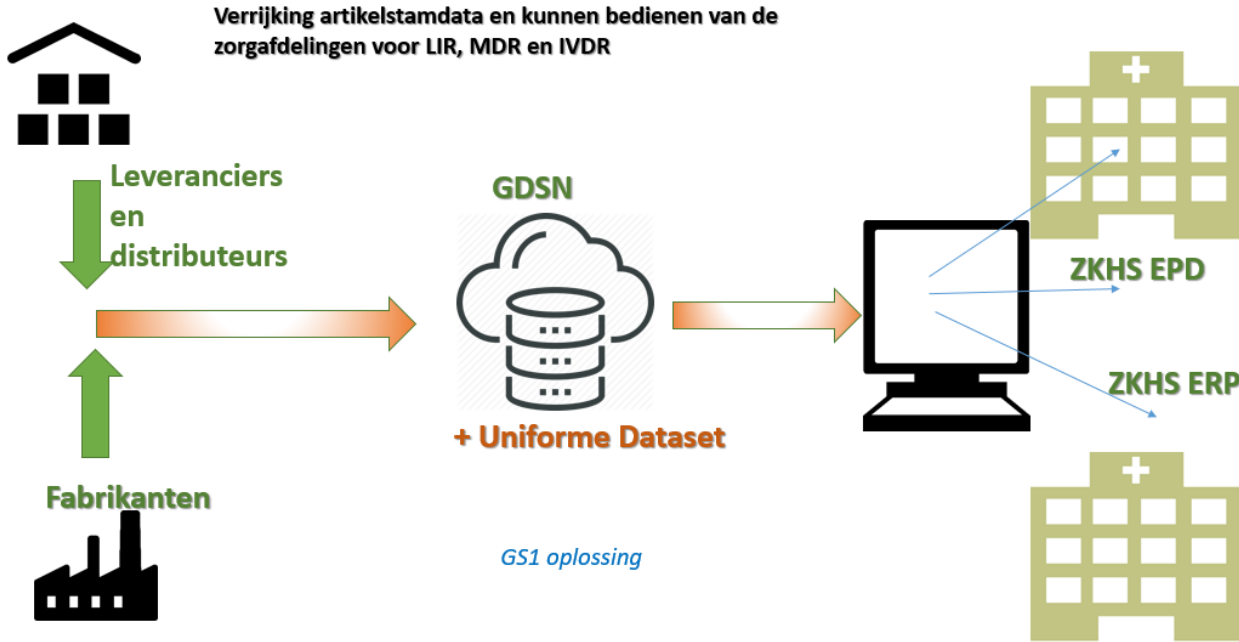 Verrijking artikelstamdata en kunnen bedienen van de
zorgafdelingen voor LIR, MDR en IVDR
Leveranciers
en
distributeurs
GDSN
ZKHS EPD
ZKHS ERP
+ Uniforme Dataset
Fabrikanten
GS1 oplossing